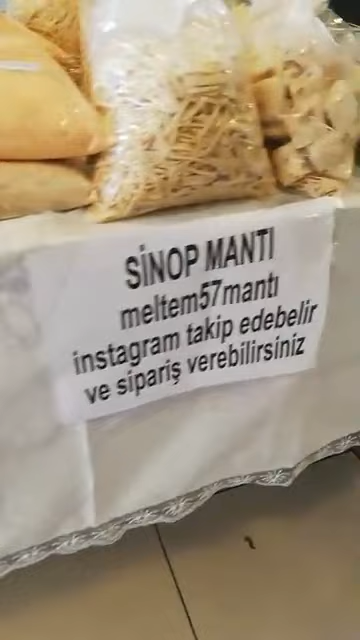 SİNOP MANTI
meltem57mantı
instagram takip edebelir
ve sipariş verebilirsiniz